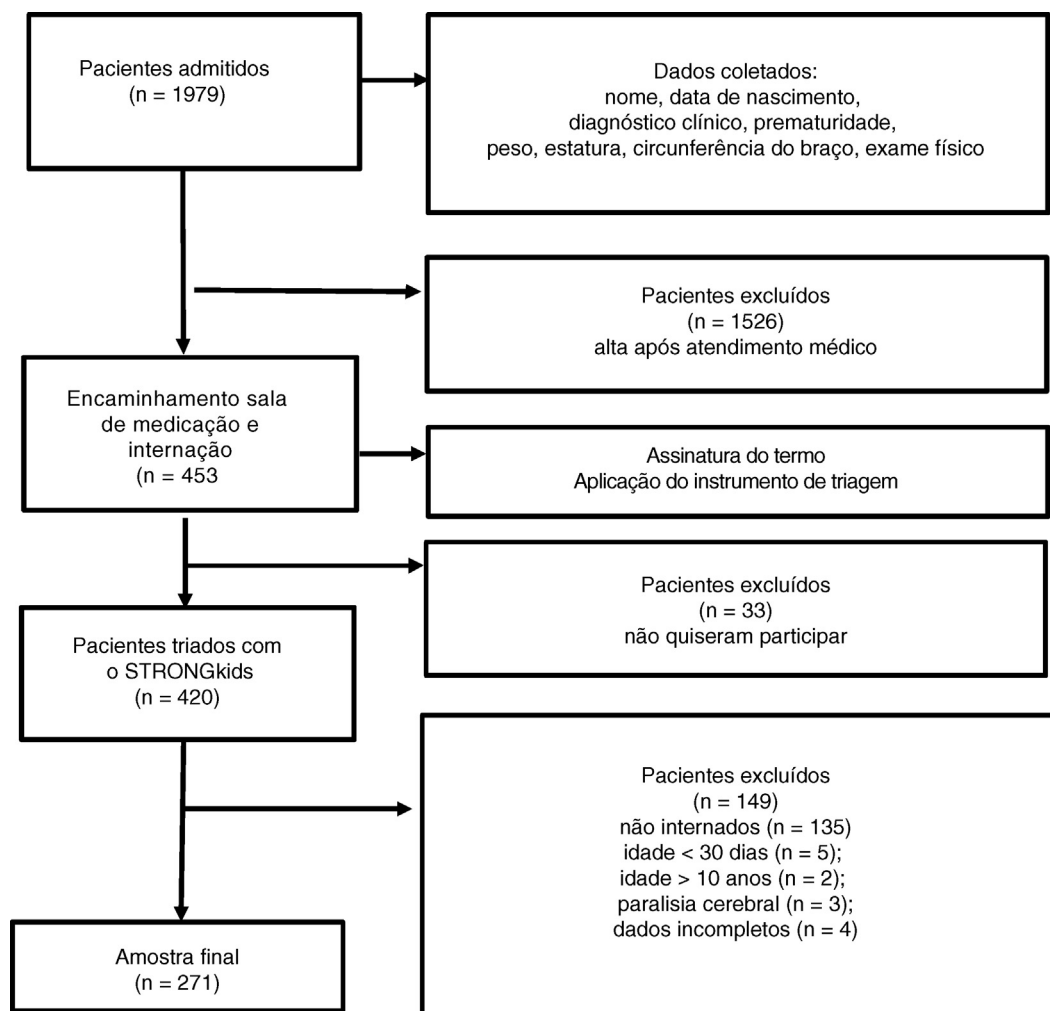 Pacientes admitidos
(n = 1979)
Dados coletados:
nome, data de nascimento,
diagnóstico clínico, prematuridade,
peso, estatura, circunferência do braço, exame físico
Pacientes excluídos
(n = 1526)
alta após atendimento médico
Encaminhamento sala
de medicação e
internação
(n = 453
Assinatura do termo
Aplicação do instrumento de triagem
Pacientes excluídos
(n = 33)
não quiseram participar
Pacientes triados com
o STRONGkids
(n = 420)
Pacientes excluídos
(n = 149)
não internados (n = 135)
idade < 30 dias (n = 5);
idade > 10 anos (n = 2);
paralisia cerebral (n = 3);
dados incompletos (n = 4)
Amostra final
(n = 271)